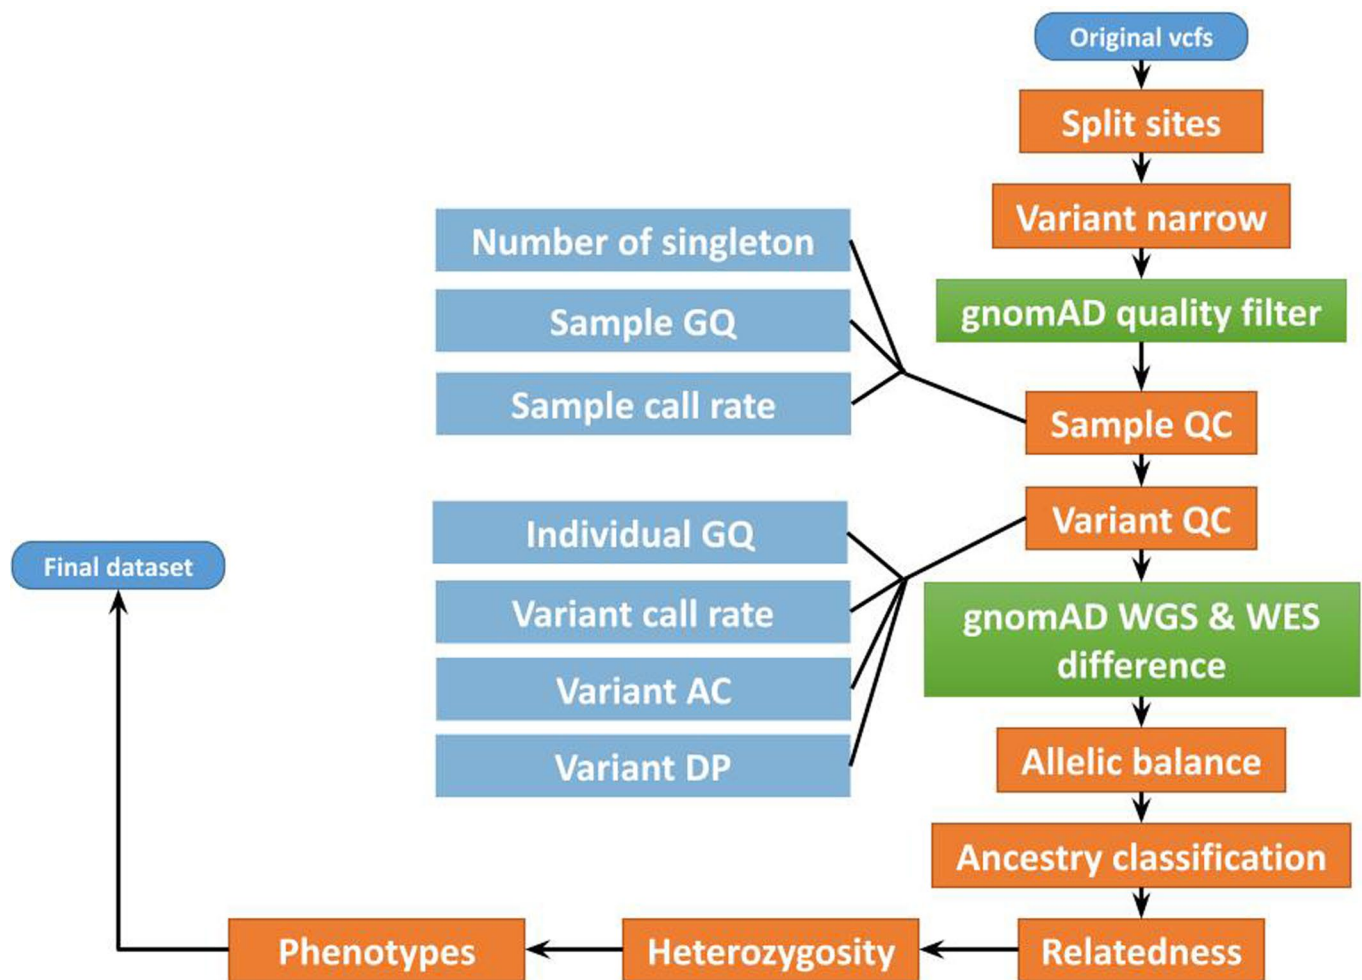 Original vcfs
Split sites
Variant narrow
gnomAD quality filter
Number of singleton
Sample GQ
Sample call rate
Sample QC
Variant QC
Individual GQ
Variant call rate
Variant AC
Variant DP
gnomAD WGS & WES
difference
Allelic balance
Ancestry classification
Relatedness
Heterozygosity
Phenotypes
Final dataset